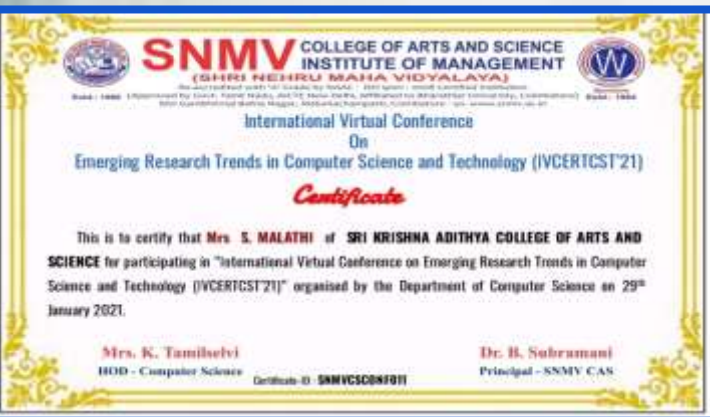 SNMV COLLEGE OF ARTS AND SCIENCE
INSTITUTE OF MANAGEMENT
(SHRI NEHRU MAHA VIDYALAYA)
International Virtual Conference
On
Emerging Research Trends in Computer Science and Technology (IVCERTCST'21)
Certificate
This is to certify that Mrs S. MALATHI of SRI KRISHNA ADITHYA COLLEGE OF ARTS AND
SCIENCE for participating in "International Virtual Conference on Emerging Research Trends in Computer
Science and Technology (IVCERTCST'21)" organised by the Department of Computer Science on 29th
January 2021.
Mrs. K. Tamilselvi
HOD - Computer Science
Certificate ID SNMVCSCONF011
Dr. B. Subramani
Principal - SNMV CAS